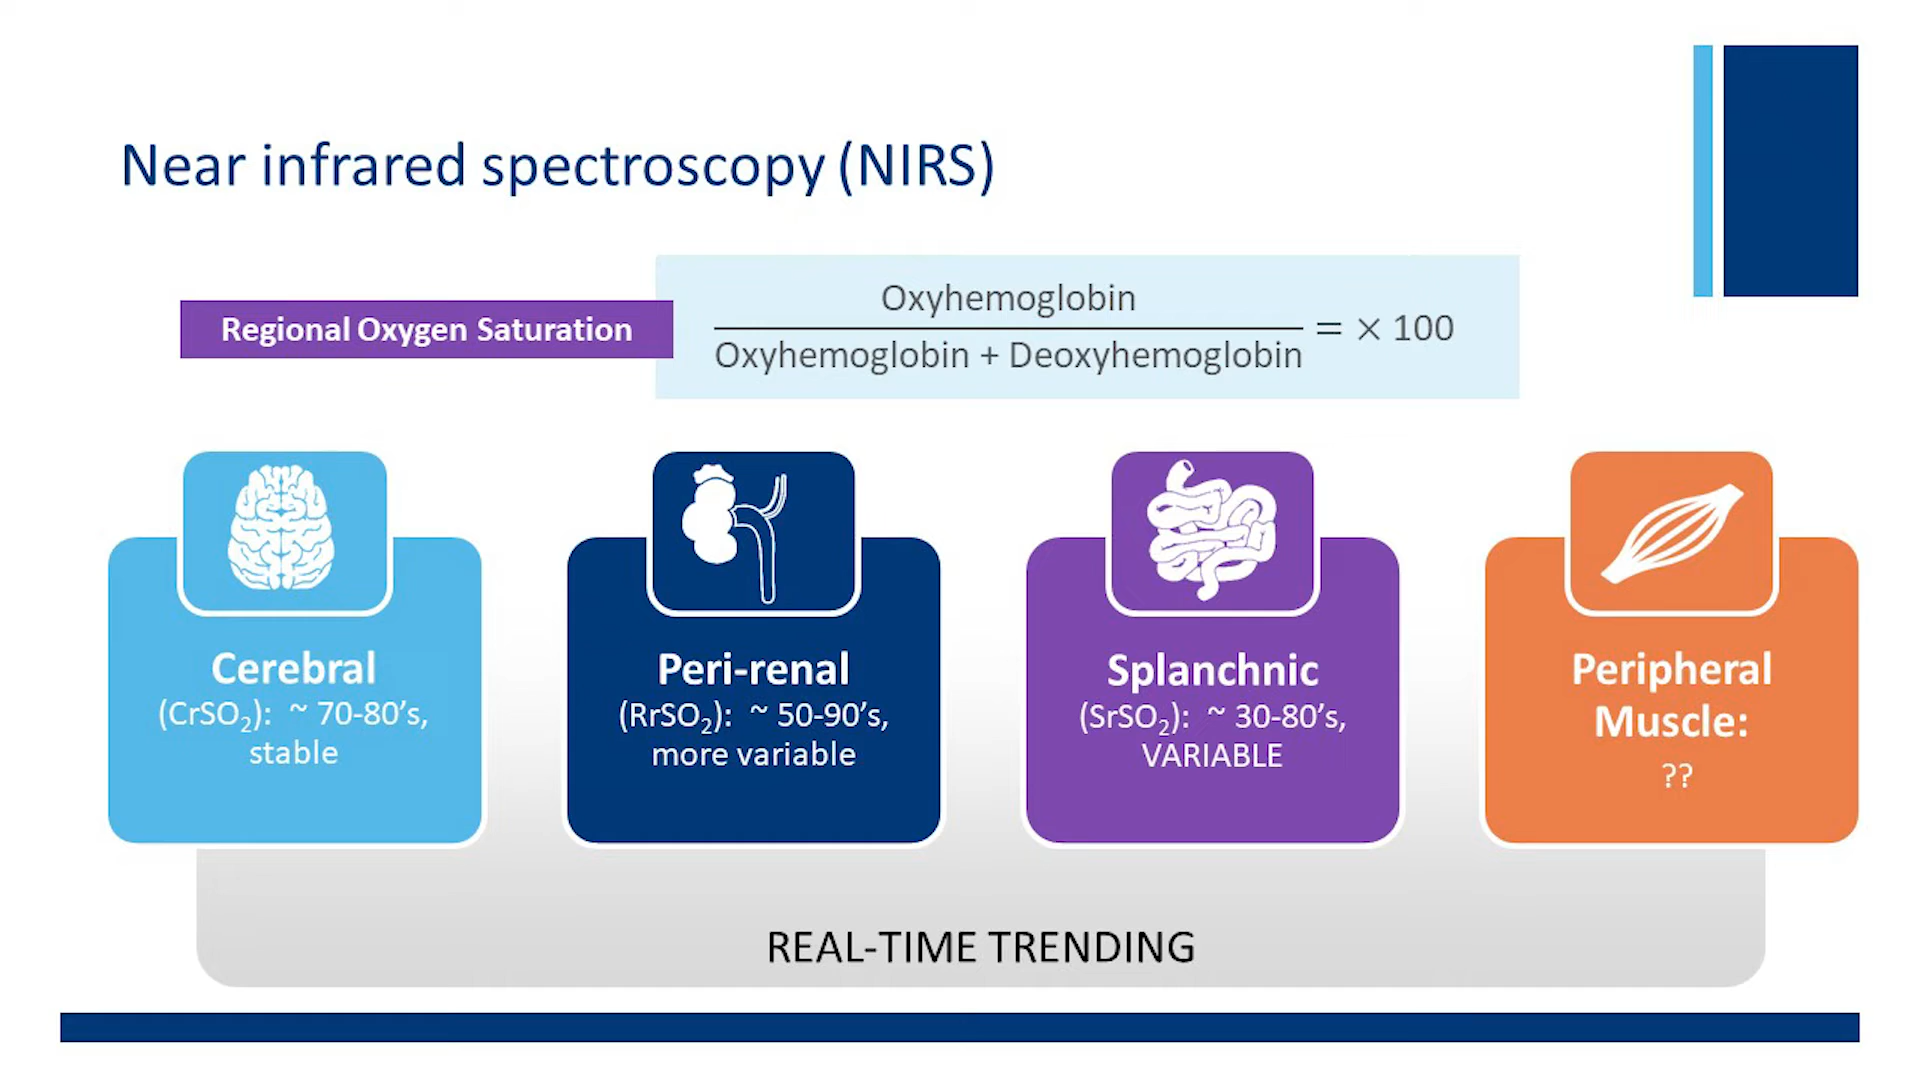 Near infrared spectroscopy (NIRS)
Regional Oxygen Saturation
Oxyhemoglobin
Oxyhemoglobin + Deoxyhemoglobin
= × 100
Cerebral
(CrSO₂): ~ 70-80’s,
stable
Peri-renal
(RrSO₂): ~ 50-90’s,
more variable
Splanchnic
(SrSO₂): ~ 30-80’s,
VARIABLE
Peripheral
Muscle:
??
REAL-TIME TRENDING